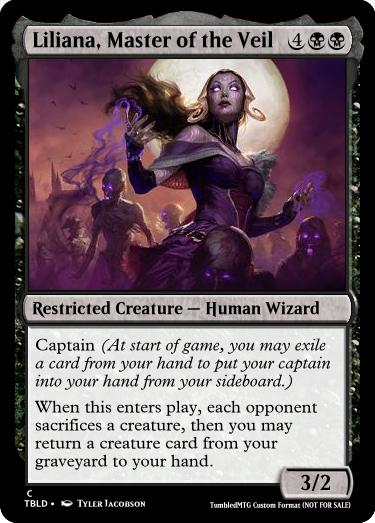 Liliana, Master of the Veil 4
Restricted Creature — Human Wizard
Captain (At start of game, you may exile
a card from your hand to put your captain
into your hand from your sideboard.)
When this enters play, each opponent
sacrifices a creature, then you may
return a creature card from your
graveyard to your hand.
3/2
C
TBLD • Tyler Jacobson
TumbledMTG Custom Format (NOT FOR SALE)